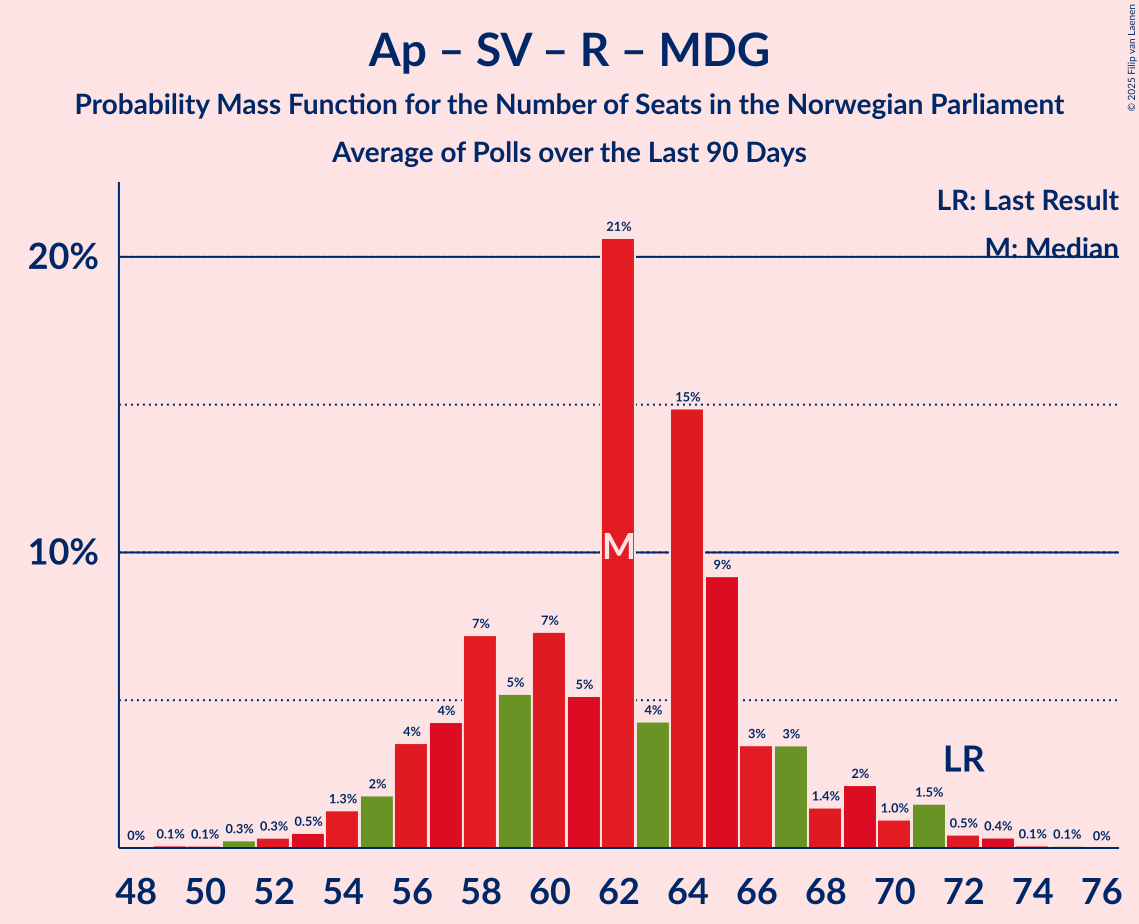 Ap – SV – R – MDG
Probability Mass Function for the Number of Seats in the Norwegian Parliament
Average of Polls over the Last 90 Days
© 2025 Filip van Laenen
LR: Last Result
M: Median
20%
10%
0% 0.1% 0.1% 0.3% 0.3% 0.5% 1.3% 2% 4% 4% 7% 5% 7% 5% 21% 4% 15% 9% 3% 3% 1.4% 2% 1.0% 1.5% 0.5% 0.4% 0.1% 0.1% 0%
M
LR
48 50 52 54 56 58 60 62 64 66 68 70 72 74 76